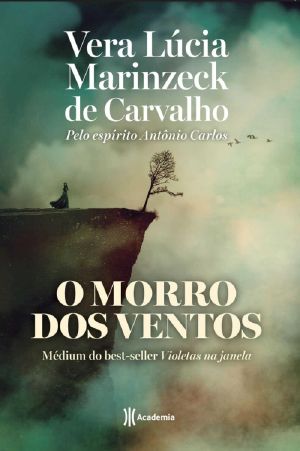 Vera Lúcia
Marinzeck
de Carvalho
Pelo espírito Antônio Carlos
O MORRO
DOS VENTOS
Médium do best-seller Violetas na janela
Academia